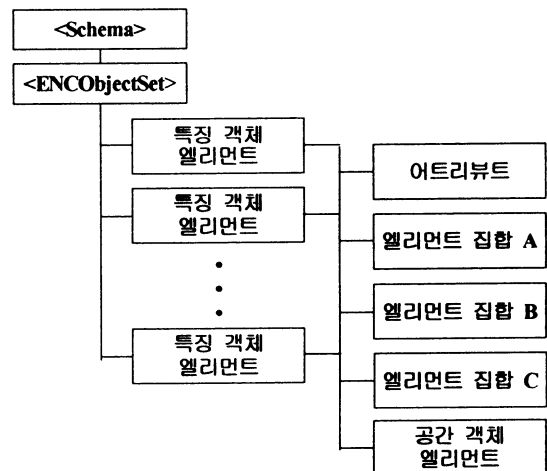 <Schema>
<ENCObjectSet>
특징 객체
엘리먼트
특징 객체
엘리먼트
특징 객체
엘리먼트
어트리뷰트
엘리먼트 집합 A
엘리먼트 집합 B
엘리먼트 집합 C
공간 객체
엘리먼트